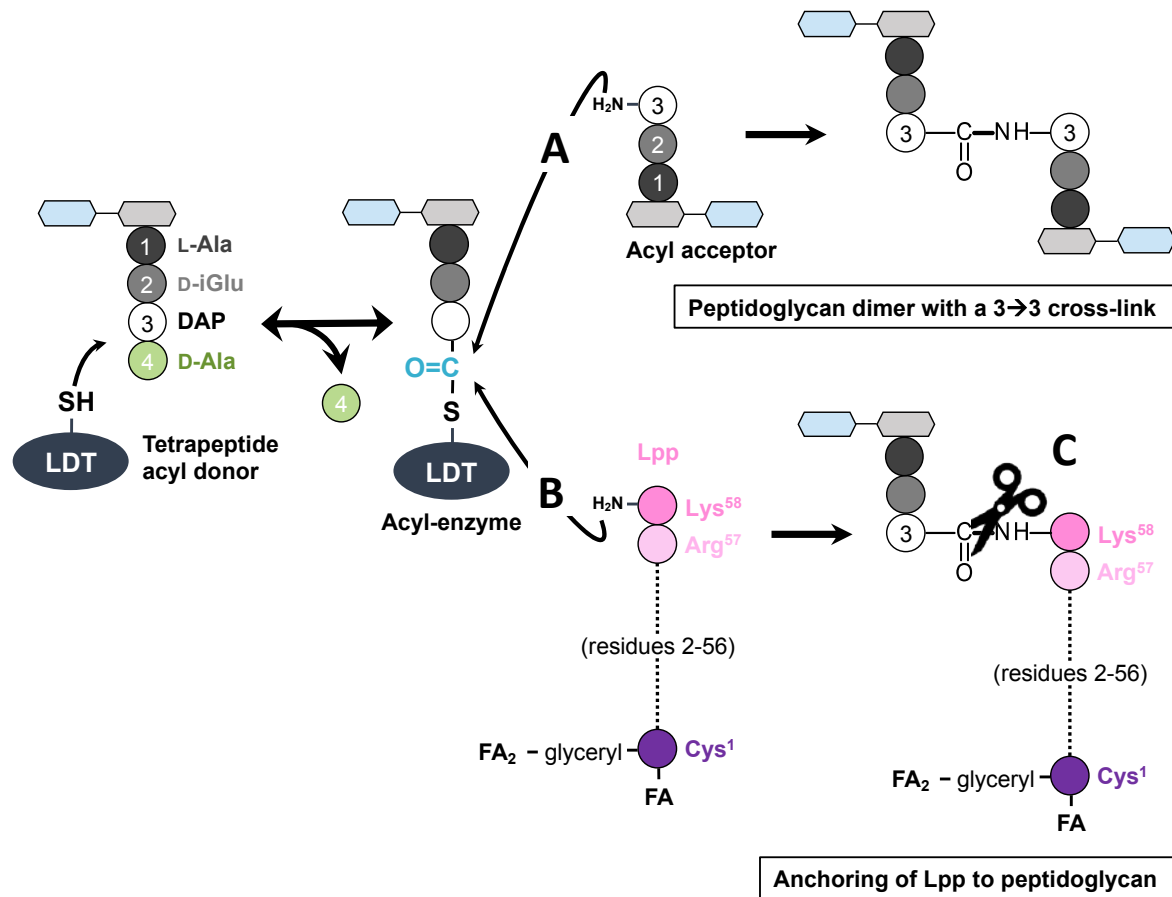 H₂N
3
2
1
A
Acyl acceptor
3
C
NH
3
O
Peptidoglycan dimer with a 3→3 cross-link
1
L-Ala
2
D-iGlu
3
DAP
4
D-Ala
SH
LDT
Tetrapeptide
acyl donor
4
O=C
S
LDT
Acyl-enzyme
B
Lpp
H₂N
Lys⁵⁸
Arg⁵⁷
(residues 2-56)
FA₂ – glyceryl
Cys¹
FA
C
3
C
NH
O
Lys⁵⁸
Arg⁵⁷
(residues 2-56)
FA₂ – glyceryl
Cys¹
FA
Anchoring of Lpp to peptidoglycan